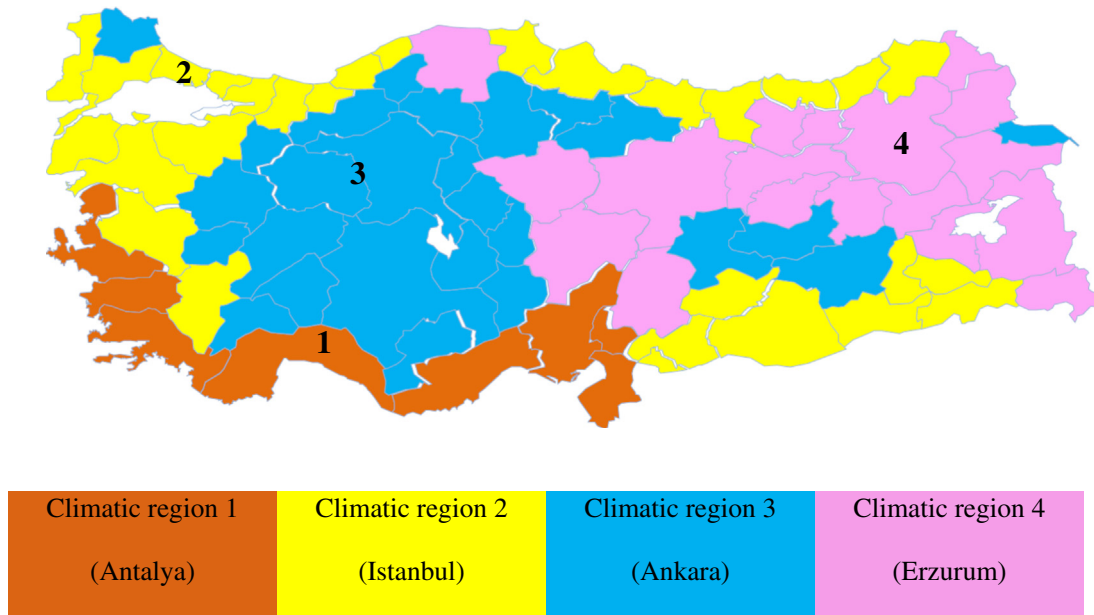 2
4
3
1
Climatic region 1
(Antalya)
Climatic region 2
(Istanbul)
Climatic region 3
(Ankara)
Climatic region 4
(Erzurum)